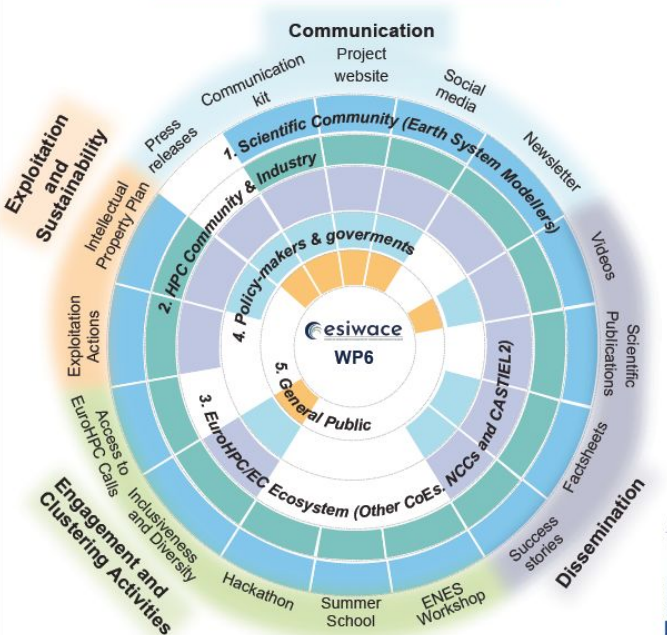 Communication
Project
website
Communication
kit
Social
media
Press
releases
Newsletter
Exploitation
and
Sustainability
Intellectual
Property Plan
Exploitation
Actions
1. Scientific Community (Earth System Modellers)
2. HPC Community & Industry
4. Policy-makers & goverments
esiwace
WP6
5. General Public
3. EuroHPC/EC Ecosystem (Other CoEs. NCCs and CASTIEL2)
Videos
Scientific
Publications
Factsheets
Success
stories
Dissemination
Access to
EuroHPC Calls
Inclusiveness
and Diversity
Hackathon
Summer
School
ENES
Workshop
Engagement and
Clustering Activities